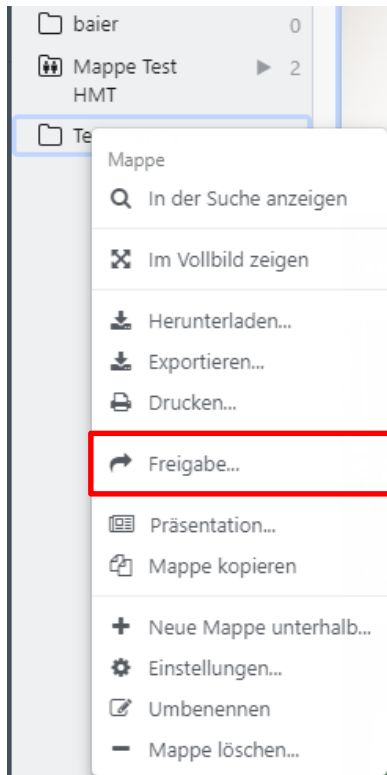 baier 0
Mappe Test 2
HMT
Te
Mappe
In der Suche anzeigen
Im Vollbild zeigen
Herunterladen...
Exportieren...
Drucken...
Freigabe...
Präsentation...
Mappe kopieren
Neue Mappe unterhalb...
Einstellungen...
Umbenennen
Mappe löschen...